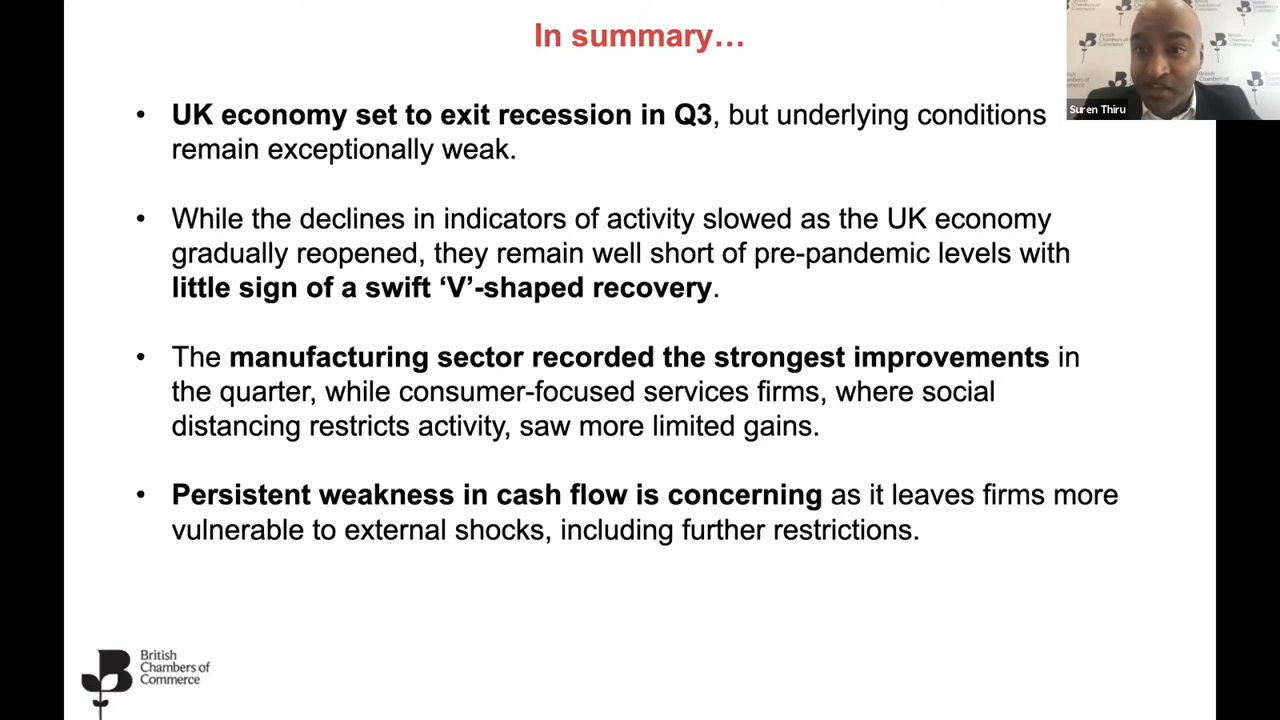 In summary…
• UK economy set to exit recession in Q3, but underlying conditions
remain exceptionally weak.
• While the declines in indicators of activity slowed as the UK economy
gradually reopened, they remain well short of pre-pandemic levels with
little sign of a swift ‘V’-shaped recovery.
• The manufacturing sector recorded the strongest improvements in
the quarter, while consumer-focused services firms, where social
distancing restricts activity, saw more limited gains.
• Persistent weakness in cash flow is concerning as it leaves firms more
vulnerable to external shocks, including further restrictions.
British
Chambers of
Commerce
Suren Thiru